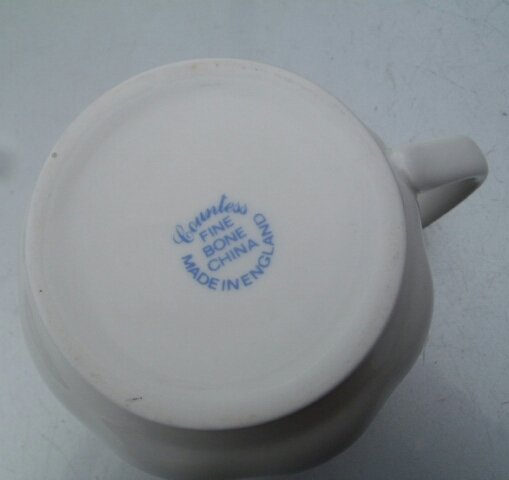 Countess
FINE
BONE
CHINA
MADE IN ENGLAND